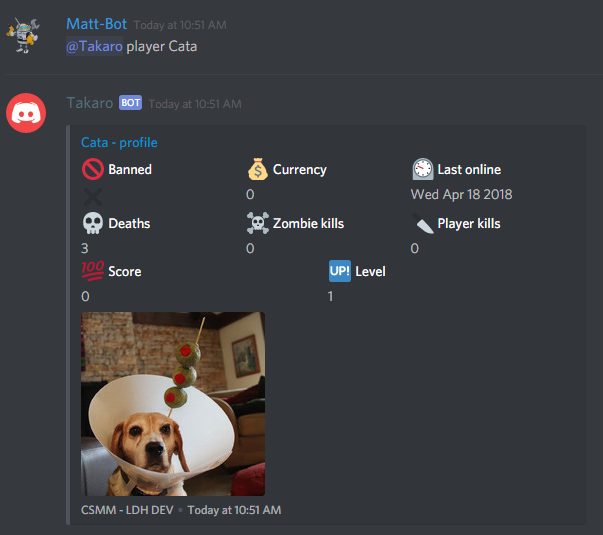 Matt-Bot Today at 10:51 AM
@Takaro player Cata
Takaro BOT Today at 10:51 AM
Cata - profile
Banned Currency Last online
0 Wed Apr 18 2018
Deaths Zombie kills Player kills
3 0 0
100 Score UP! Level
0 1
CSMM - LDH DEV • Today at 10:51 AM